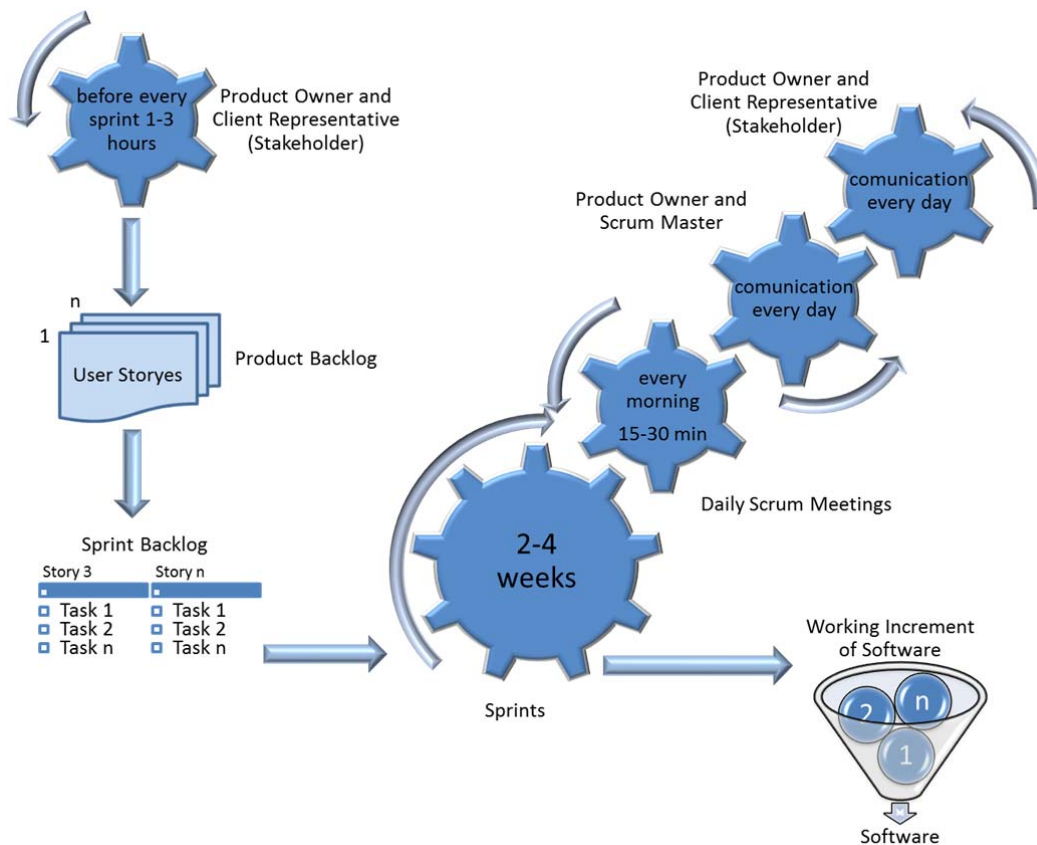 before every
sprint 1-3
hours
Product Owner and
Client Representative
(Stakeholder)
n
1
User Storyes
Product Backlog
Sprint Backlog
Story 3
Story n
Task 1
Task 2
Task n
Task 1
Task 2
Task n
Product Owner and
Client Representative
(Stakeholder)
comunication
every day
Product Owner and
Scrum Master
comunication
every day
every
morning
15-30 min
Daily Scrum Meetings
2-4
weeks
Sprints
Working Increment
of Software
2
n
1
Software